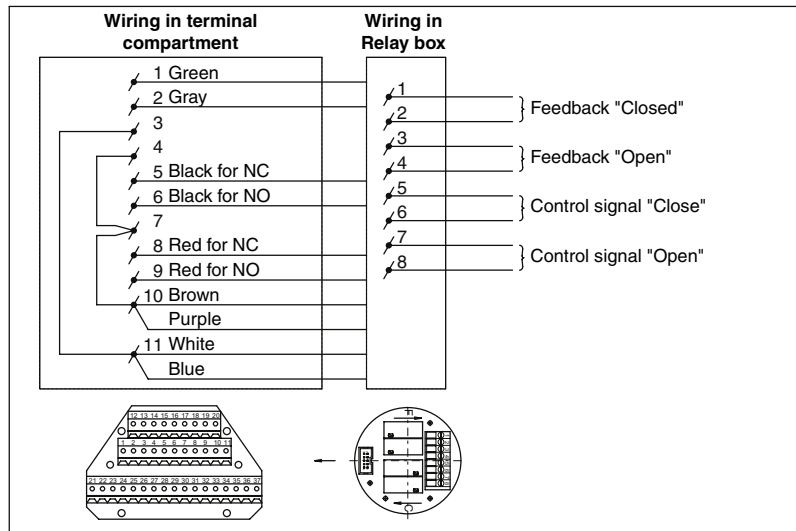 Wiring in terminal
compartment
Wiring in
Relay box
1 Green
2 Gray
3
4
5 Black for NC
6 Black for NO
7
8 Red for NC
9 Red for NO
10 Brown
Purple
11 White
Blue
1
2
3
4
5
6
7
8
Feedback "Closed"
Feedback "Open"
Control signal "Close"
Control signal "Open"
12 13 14 15 16 17 18 19 20
1 2 3 4 5 6 7 8 9 10 11
21 22 23 24 25 26 27 28 29 30 31 32 33 34 35 36 37